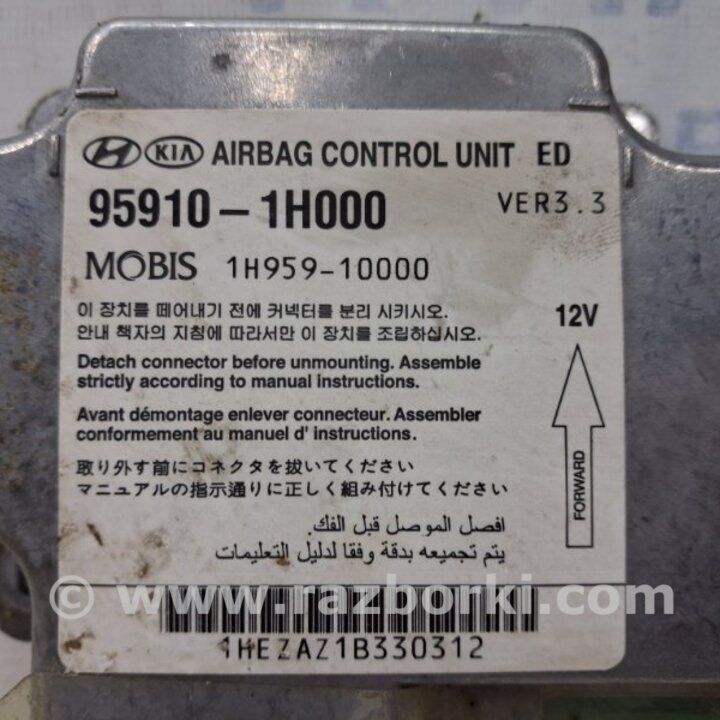 KIA AIRBAG CONTROL UNIT ED
95910-1H000 VER3.3
MOBIS 1H959-10000
이 장치를 떼어내기 전에 커넥터를 분리 시키시오.
안내 책자의 지침에 따라서만 이 장치를 조립하십시오.
12V
Detach connector before unmounting. Assemble
strictly according to manual instructions.
Avant démontage enlever connecteur. Assembler
conformement au manuel d' instructions.
FORWARD
取り外す前にコネクタを抜いてください
マニュアルの指示通りに正しく組み付けてください
افصل الموصل قبل الفك.
يتم تجميعه بدقة وفقا لدليل التعليمات
© www.razborki.com
1HEZAZ1B330312